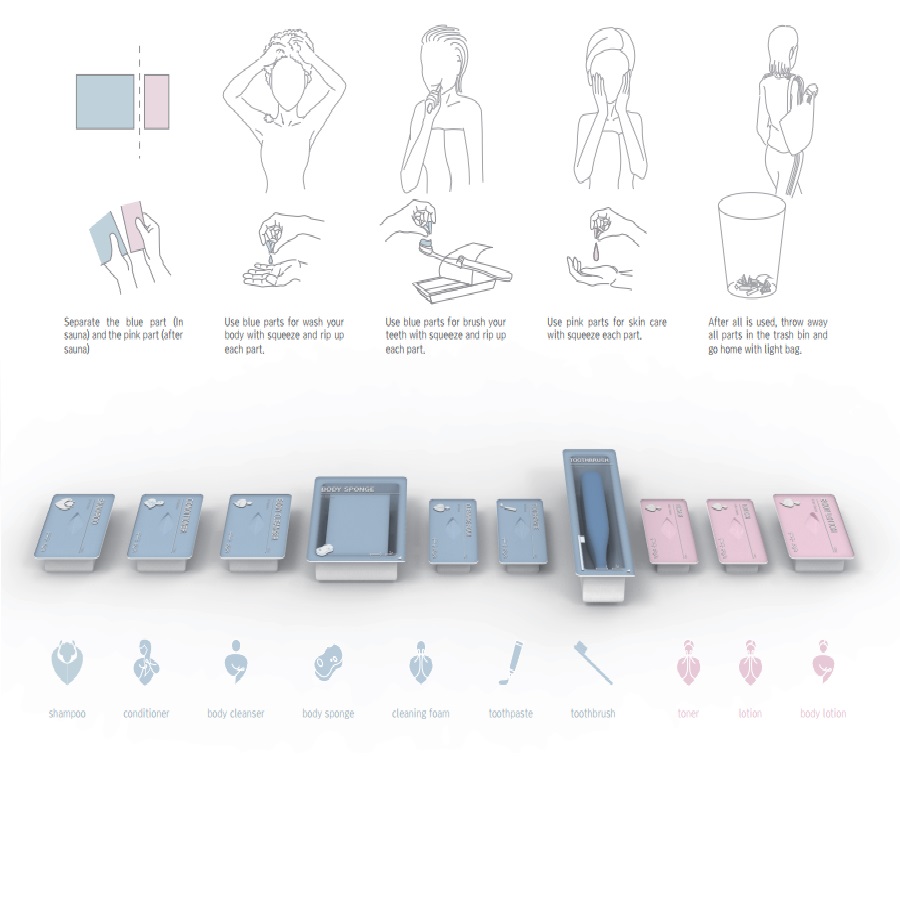 Separate the blue part (In
sauna) and the pink part (after
sauna)
Use blue parts for wash your
body with squeeze and rip up
each part.
Use blue parts for brush your
teeth with squeeze and rip up
each part.
Use pink parts for skin care
with squeeze each part.
After all is used, throw away
all parts in the trash bin and
go home with light bag.
BODY SPONGE
TOOTHBRUSH
shampoo
conditioner
body cleanser
body sponge
cleaning foam
toothpaste
toothbrush
toner
lotion
body lotion